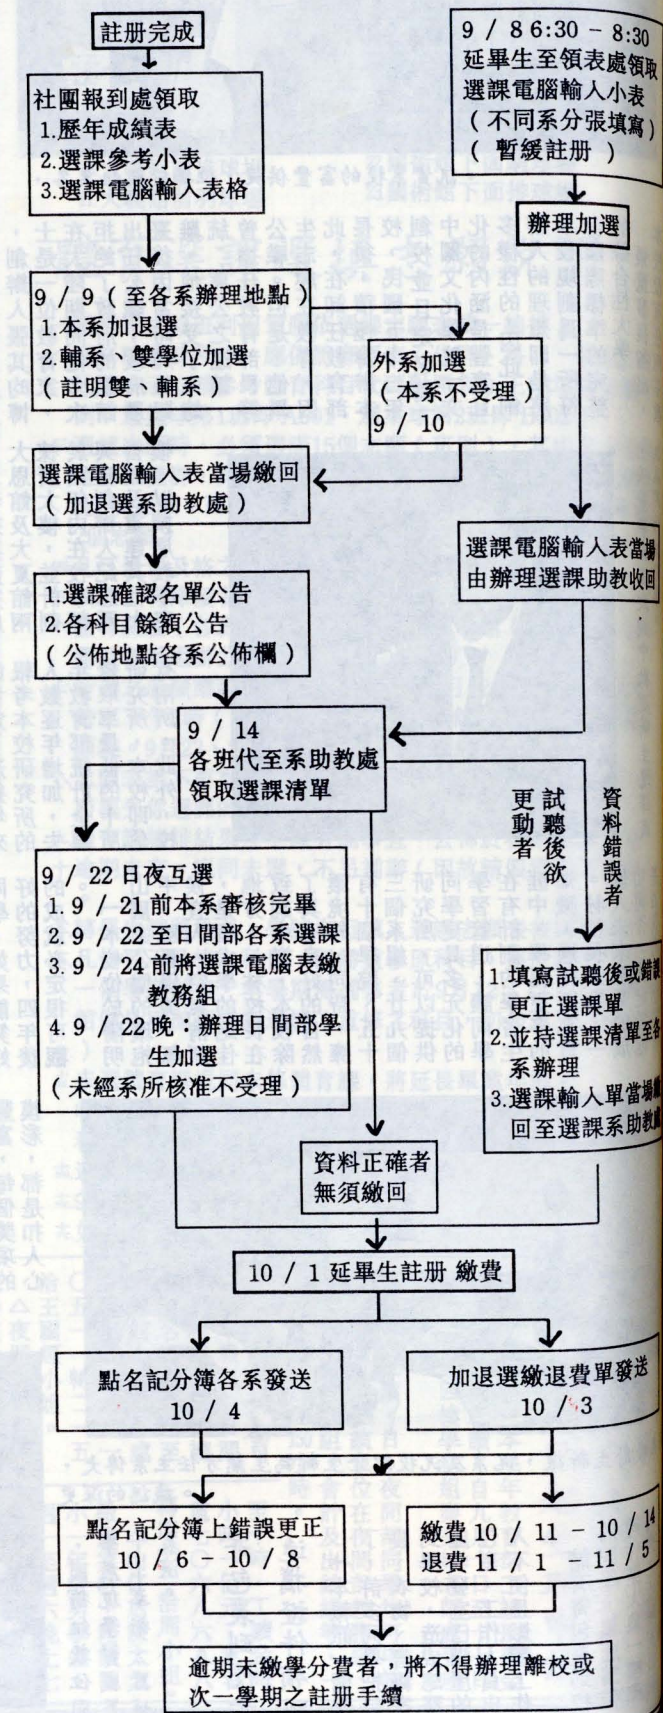 註册完成
社團報到處領取
1.歷年成績表
2.選課參考小表
3.選課電腦輸入表格
9 / 8 6:30 - 8:30
延畢生至領表處領取
選課電腦輸入小表
(不同系分張填寫)
(暫緩註册)
辦理加選
9 / 9(至各系辦理地點)
1.本系加退選
2.輔系、雙學位加選
(註明雙、輔系)
外系加選
(本系不受理)
9 / 10
選課電腦輸入表當場繳回
(加退選系助教處)
選課電腦輸入表當場
由辦理選課助教收回
1.選課確認名單公告
2.各科目餘額公告
(公佈地點各系公佈欄)
9 / 14
各班代至系助教處
領取選課清單
資料錯誤者
試聽後欲
更動者
9 / 22日夜互選
1.9 / 21前本系審核完畢
2.9 / 22至日間部各系選課
3.9 / 24前將選課電腦表繳
教務組
4.9 / 22晚:辦理日間部學
生加選
(未經系所核准不受理)
1.填寫試聽後或錯誤
更正選課單
2.並持選課清單至各
系辦理
3.選課輸入單當場繳
回至選課系助教處
資料正確者
無須繳回
10 / 1 延畢生註册 繳費
點名記分簿各系發送
10 / 4
加退選繳退費單發送
10 / 3
點名記分簿上錯誤更正
10 / 6 - 10 / 8
繳費 10 / 11 - 10 / 14
退費 11 / 1 - 11 / 5
逾期未繳學分費者,將不得辦理離校或
次一學期之註册手續